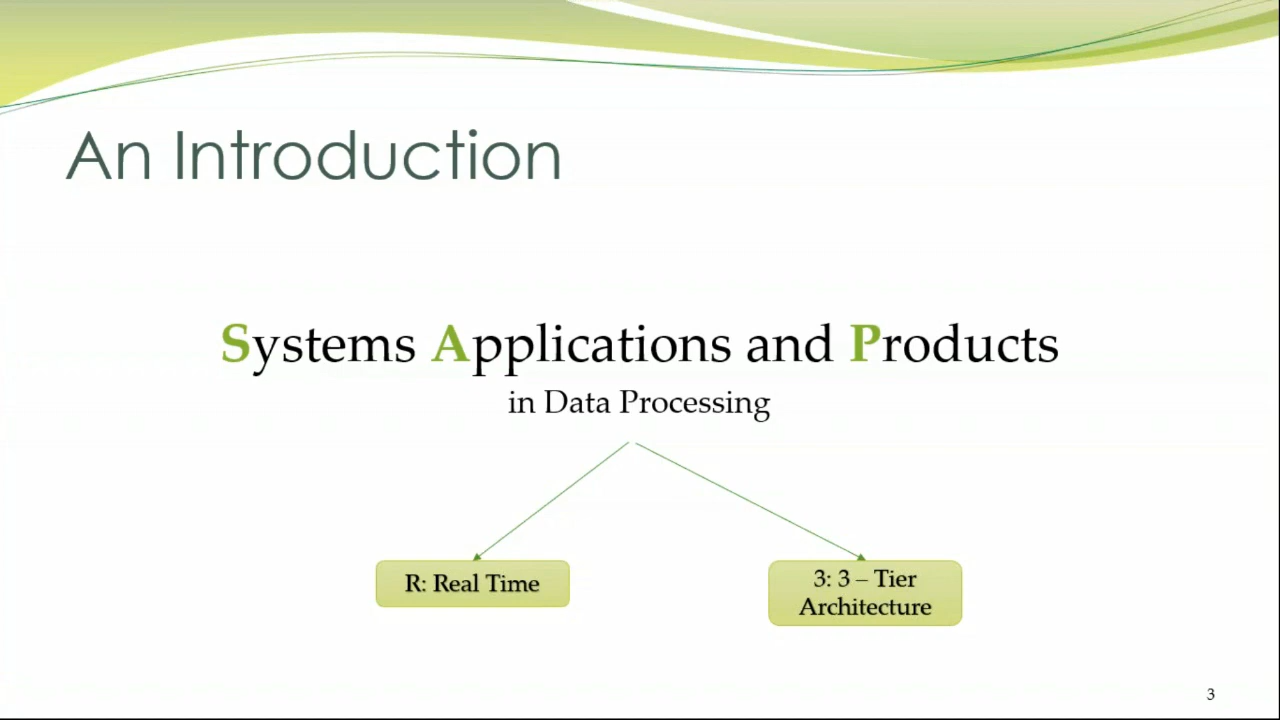 An Introduction
Systems Applications and Products
in Data Processing
R: Real Time
3: 3 – Tier
Architecture
3